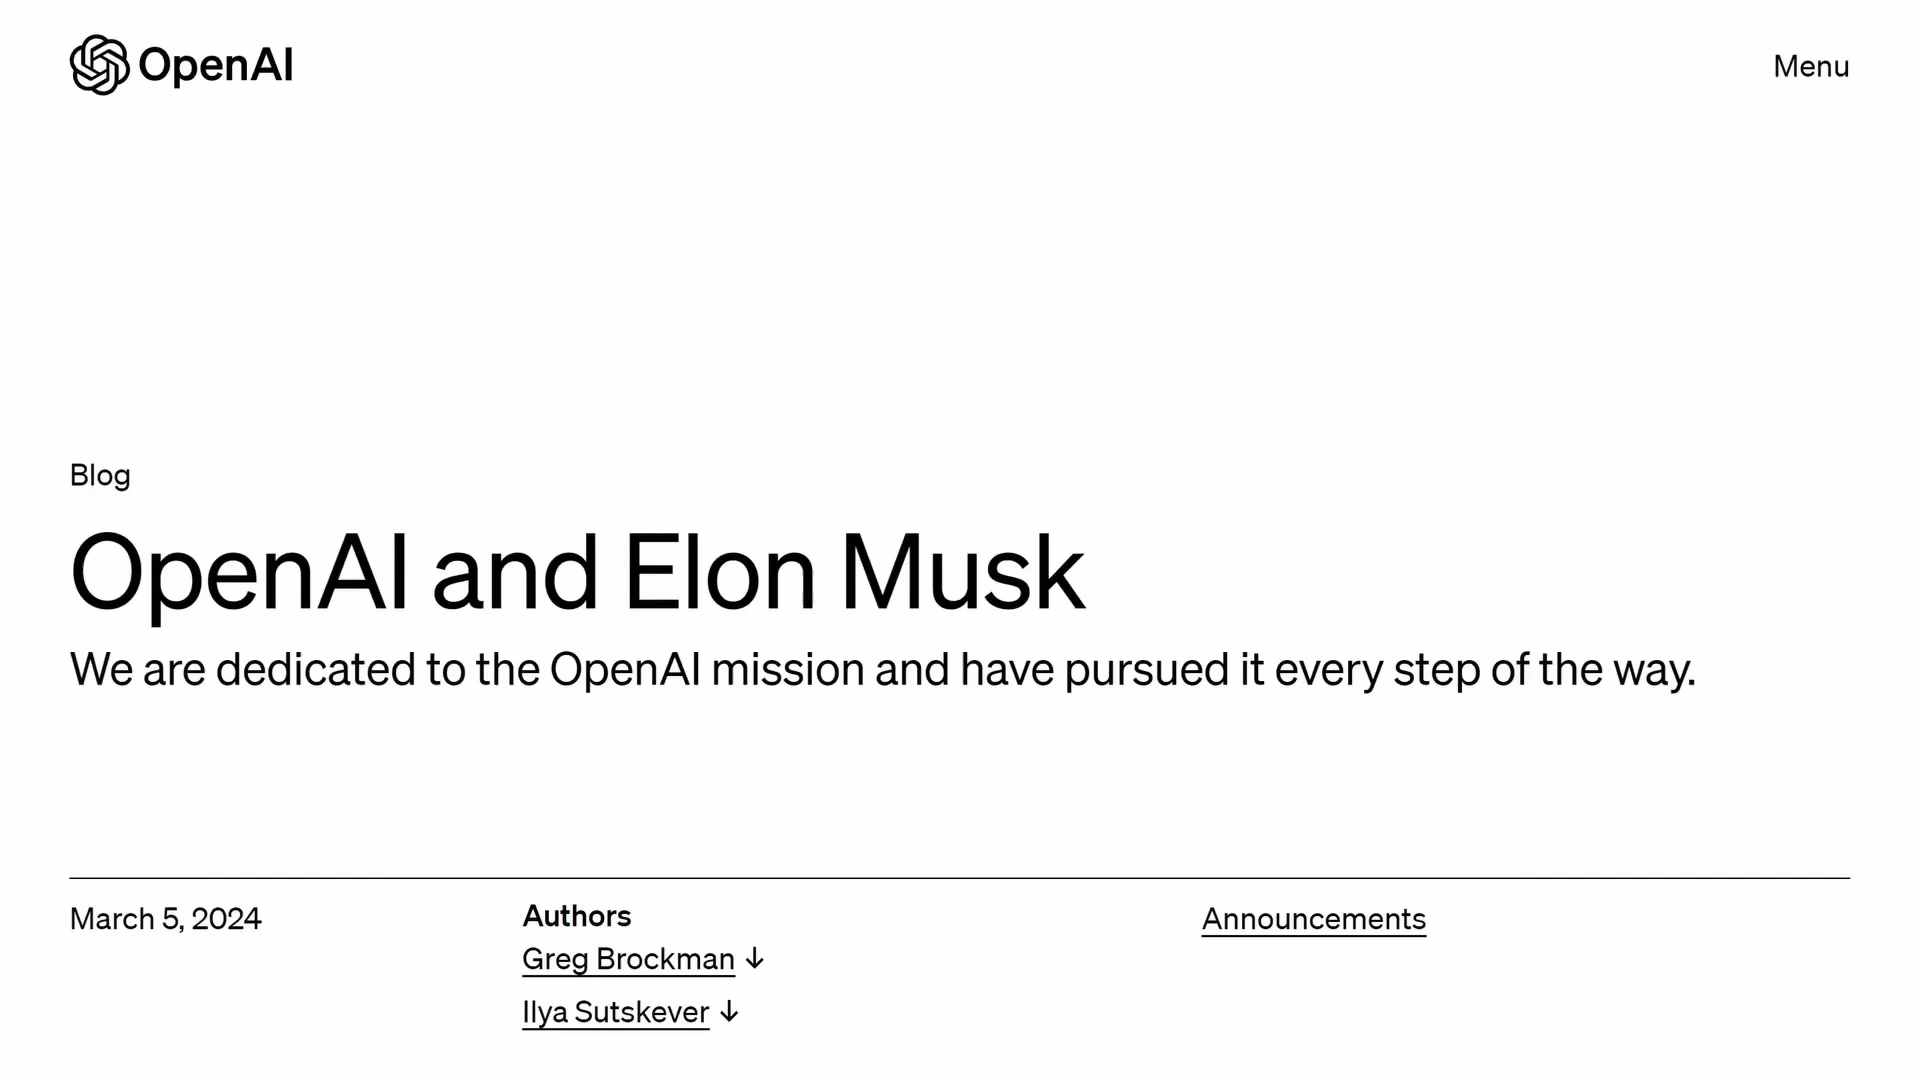 OpenAI
Menu
Blog
OpenAI and Elon Musk
We are dedicated to the OpenAI mission and have pursued it every step of the way.
March 5, 2024
Authors
Greg Brockman ↓
Ilya Sutskever ↓
Announcements